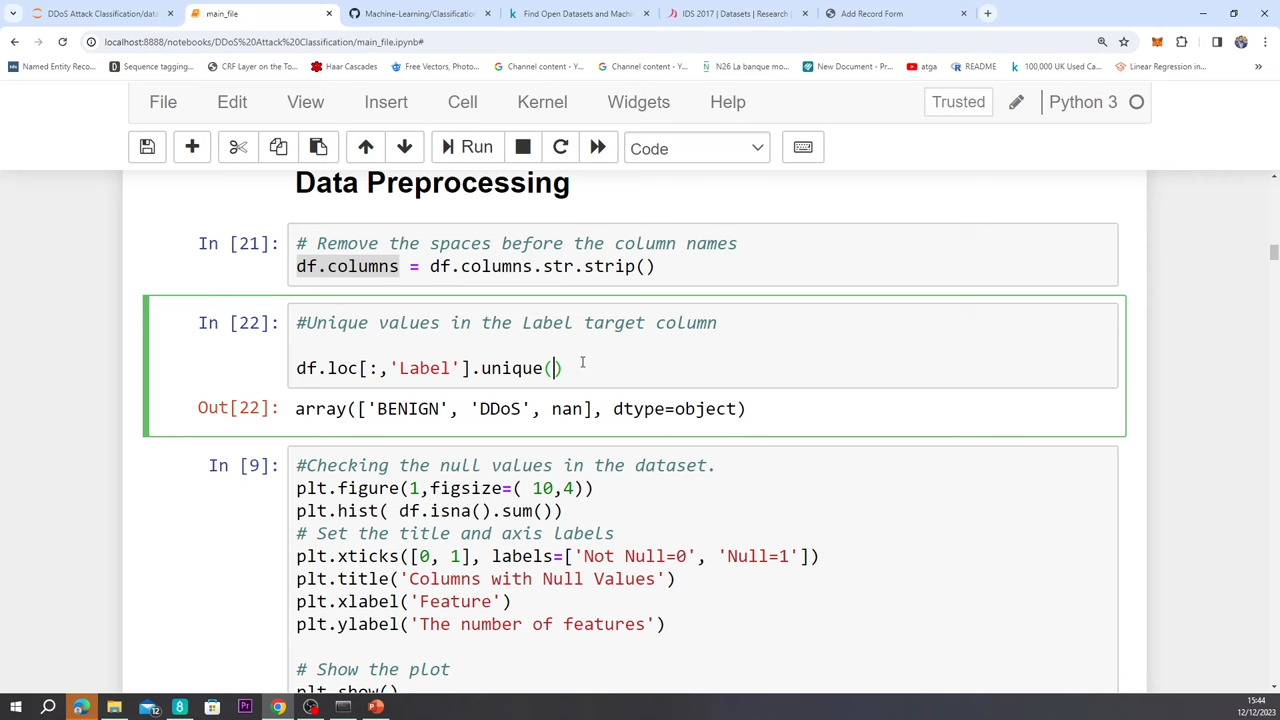 DDoS Attack Classification/data
main_file
Machine-Learning/Classification
Find Open Datasets and Machin
IDS 2017 | Datasets | Research |
Add Record Form
localhost:8888/notebooks/DDoS%20Attack%20Classification/main_file.ipynb#
Named Entity Reco...
Sequence tagging...
CRF Layer on the To...
Haar Cascades
Free Vectors, Photo...
Channel content - Y...
Channel content - Y...
N26 La banque mo...
New Document - Pr...
atga
README
100,000 UK Used Ca...
Linear Regression in...
»
File
Edit
View
Insert
Cell
Kernel
Widgets
Help
Trusted
Python 3
Run
Code
Data Preprocessing
In [21]:
# Remove the spaces before the column names
df.columns = df.columns.str.strip()
In [22]:
#Unique values in the Label target column
df.loc[:,'Label'].unique()
Out[22]:
array(['BENIGN', 'DDoS', nan], dtype=object)
In [9]:
#Checking the null values in the dataset.
plt.figure(1,figsize=( 10,4))
plt.hist( df.isna().sum())
# Set the title and axis labels
plt.xticks([0, 1], labels=['Not Null=0', 'Null=1'])
plt.title('Columns with Null Values')
plt.xlabel('Feature')
plt.ylabel('The number of features')
# Show the plot
plt.show()
15:44
12/12/2023